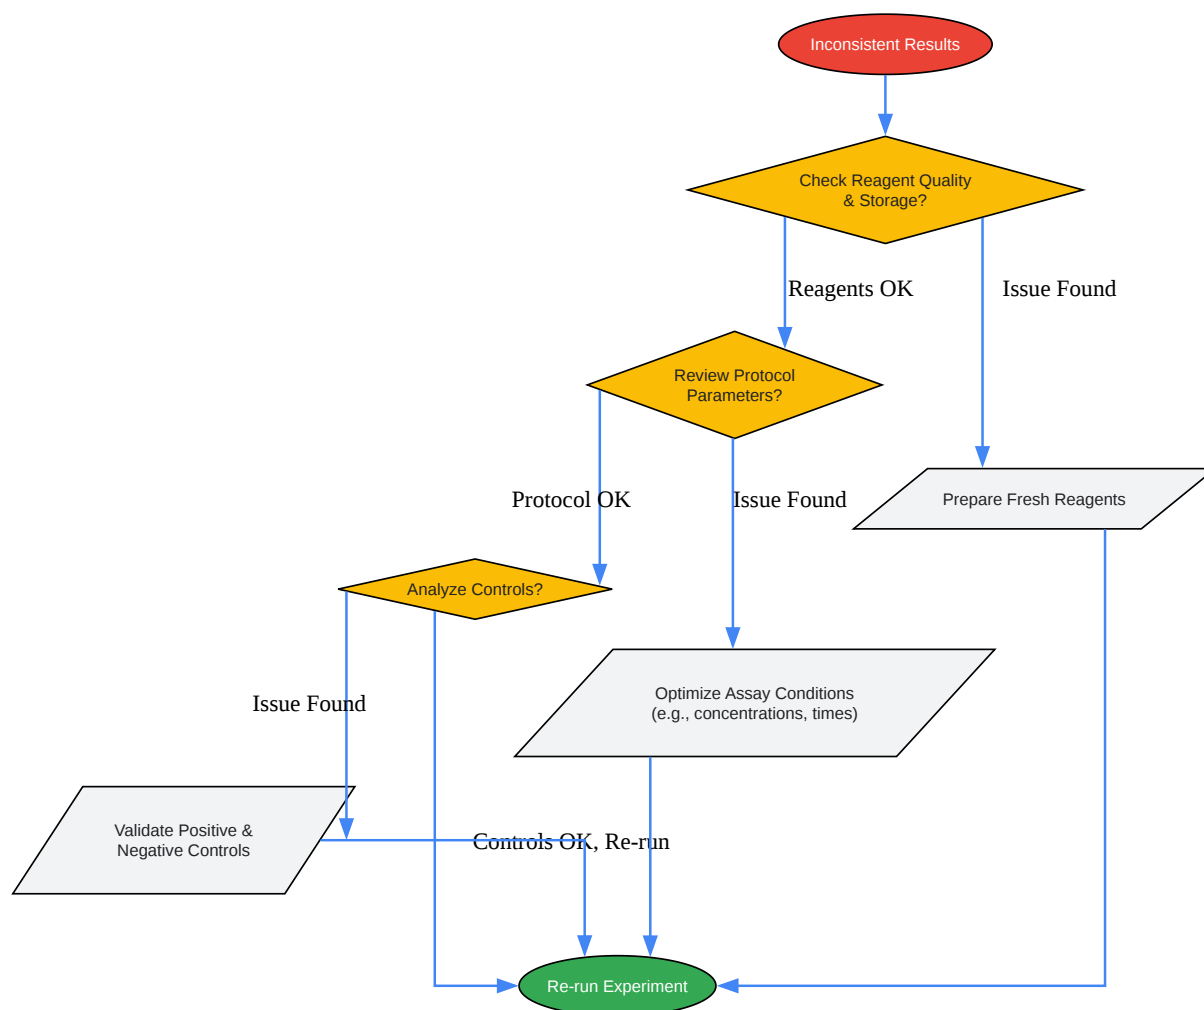 Inconsistent Results
Check Reagent Quality
& Storage?
Reagents OK
Issue Found
Review Protocol
Parameters?
Protocol OK
Issue Found
Prepare Fresh Reagents
Analyze Controls?
Issue Found
Optimize Assay Conditions
(e.g., concentrations, times)
Validate Positive &
Negative Controls
Controls OK, Re-run
Re-run Experiment